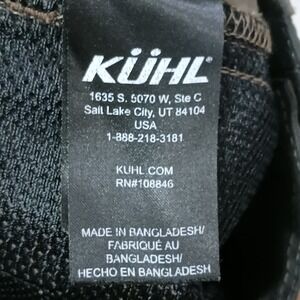 KÜHL
1635 S. 5070 W, Ste C
Salt Lake City, UT 84104
USA
1-888-218-3181
KUHL.COM
RN#108846
MADE IN BANGLADESH/
FABRIQUÉ AU
BANGLADESH/
HECHO EN BANGLADESH